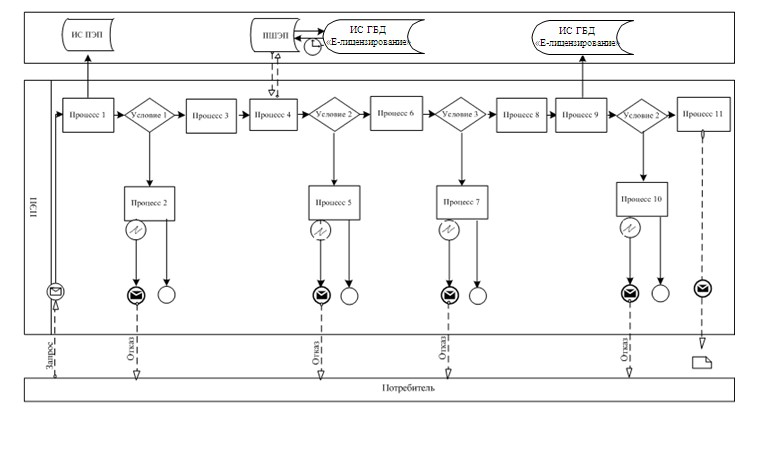 ИС ПЭП
ПШЭП
ИС ГБД
«Е-лицензирование»
ИС ГБД
«Е-лицензирование»
Процесс 1
Условие 1
Процесс 3
Процесс 4
Условие 2
Процесс 6
Условие 3
Процесс 8
Процесс 9
Условие 2
Процесс 11
Процесс 2
Процесс 5
Процесс 7
Процесс 10
Запрос
Отказ
Отказ
Отказ
Отказ
Потребитель